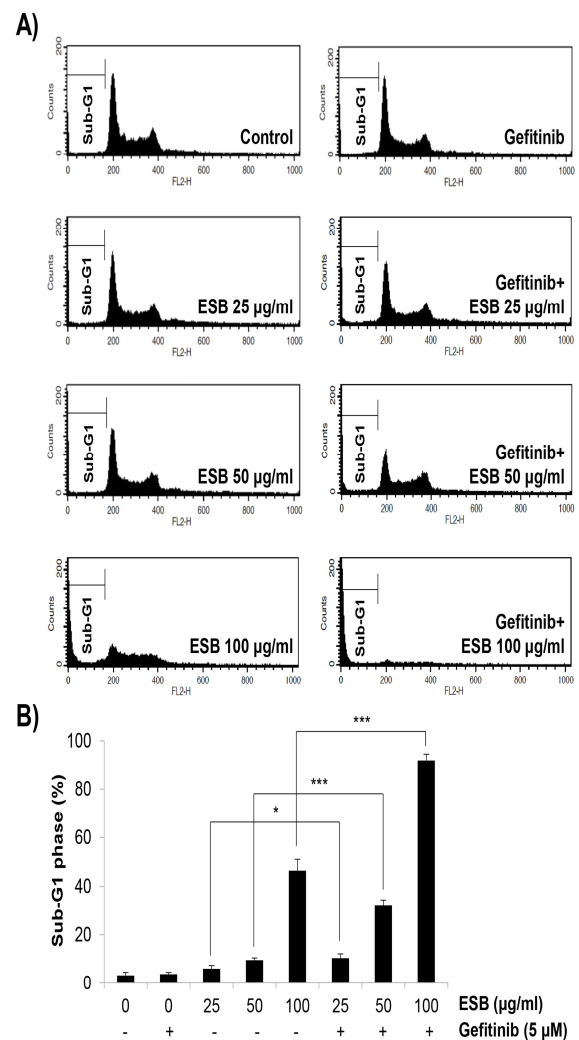 A)
200
Counts
Sub-G1
Control
0
0 200 400 600 800 1000
FL2-H
200
Counts
Sub-G1
Gefitinib
0
0 200 400 600 800 1000
FL2-H
200
Counts
Sub-G1
ESB 25 µg/ml
0
0 200 400 600 800 1000
FL2-H
200
Counts
Sub-G1
Gefitinib+
ESB 25 µg/ml
0
0 200 400 600 800 1000
FL2-H
200
Counts
Sub-G1
ESB 50 µg/ml
0
0 200 400 600 800 1000
FL2-H
200
Counts
Sub-G1
Gefitinib+
ESB 50 µg/ml
0
0 200 400 600 800 1000
FL2-H
200
Counts
Sub-G1
ESB 100 µg/ml
0
0 200 400 600 800 1000
FL2-H
200
Counts
Sub-G1
Gefitinib+
ESB 100 µg/ml
0
0 200 400 600 800 1000
FL2-H
B)
Sub-G1 phase (%)
100
80
60
40
20
0
***
***
*
0 0 25 50 100 25 50 100 ESB (µg/ml)
- + - - - + + + Gefitinib (5 µM)